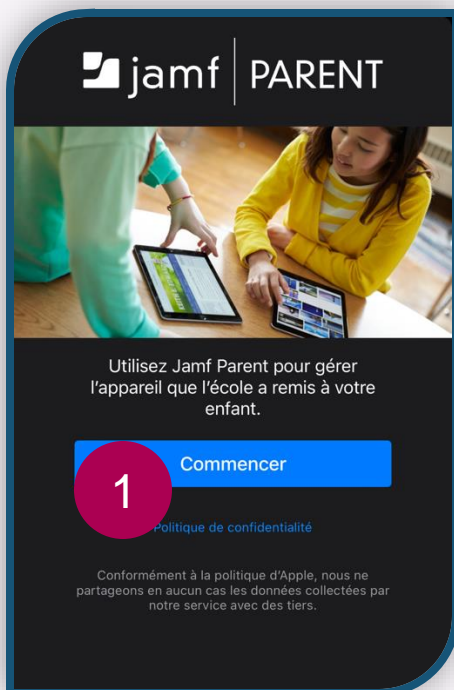 jamf | PARENT
Utilisez Jamf Parent pour gérer
l'appareil que l'école a remis à votre
enfant.
Commencer
1
Politique de confidentialité
Conformément à la politique d'Apple, nous ne
partageons en aucun cas les données collectées par
notre service avec des tiers.